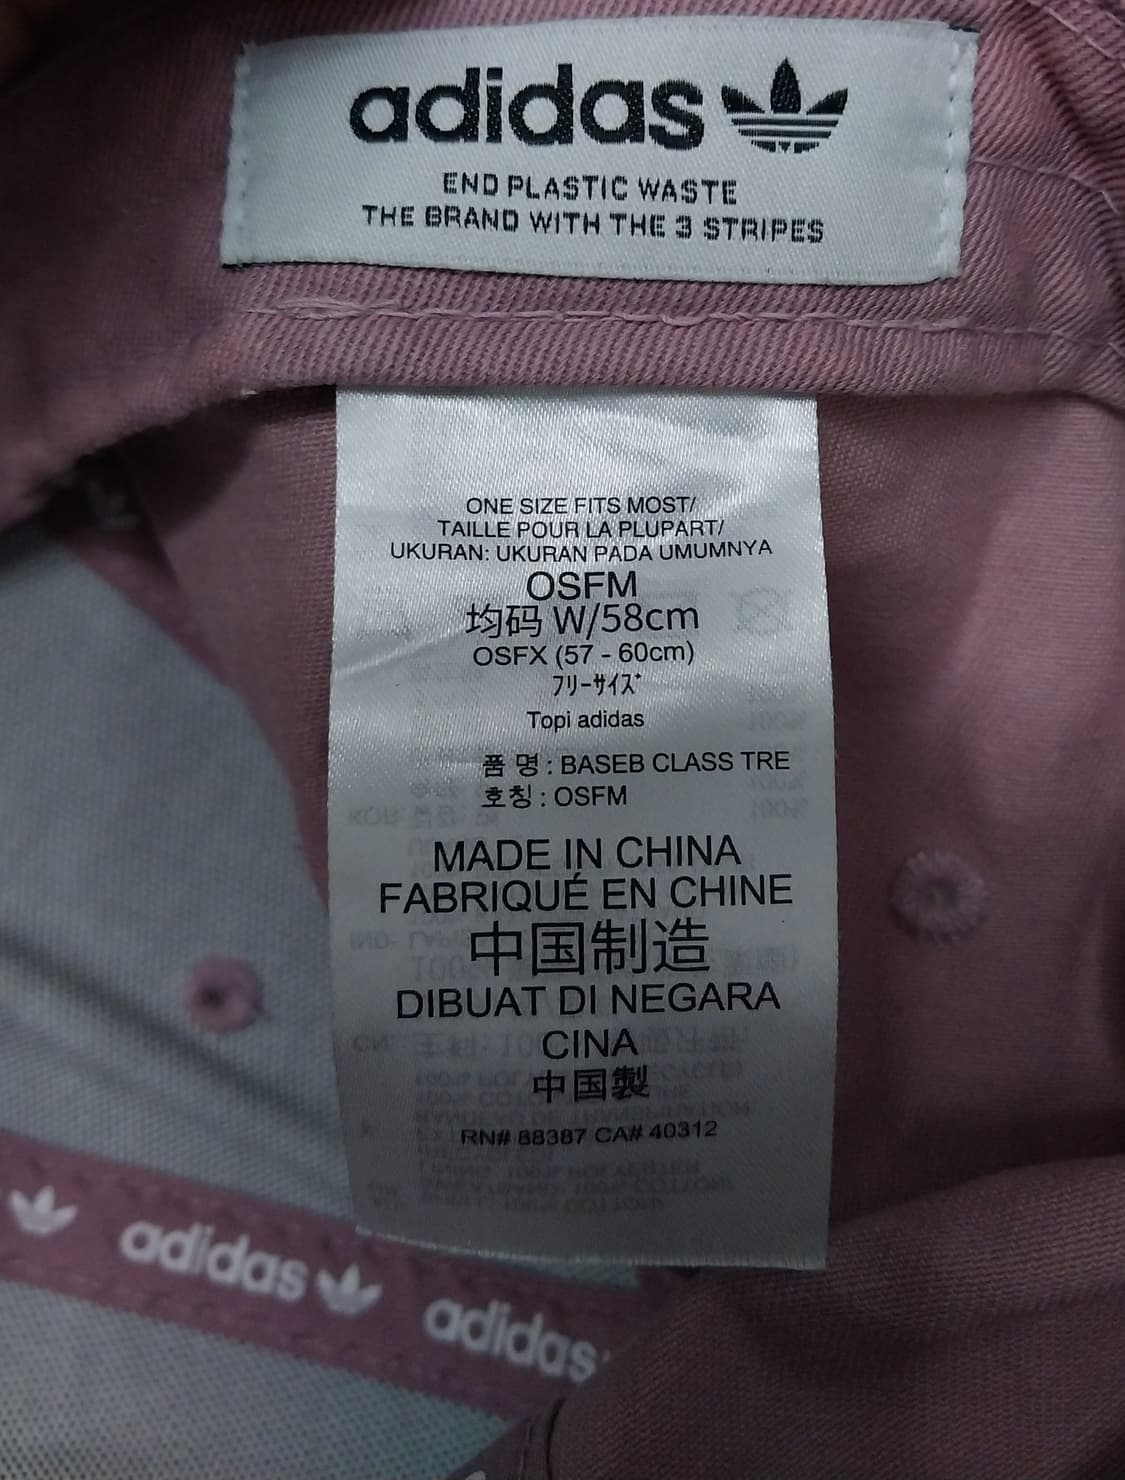 adidas
END PLASTIC WASTE
THE BRAND WITH THE 3 STRIPES
ONE SIZE FITS MOST/
TAILLE POUR LA PLUPART/
UKURAN: UKURAN PADA UMUMNYA
OSFM
均码 W/58cm
OSFX (57 - 60cm)
ﾌﾘｰｻｲｽﾞ
Topi adidas
품 명 : BASEB CLASS TRE
호칭 : OSFM
MADE IN CHINA
FABRIQUÉ EN CHINE
中国制造
DIBUAT DI NEGARA
CINA
中国製
RN# 88387 CA# 40312
adidas adidas